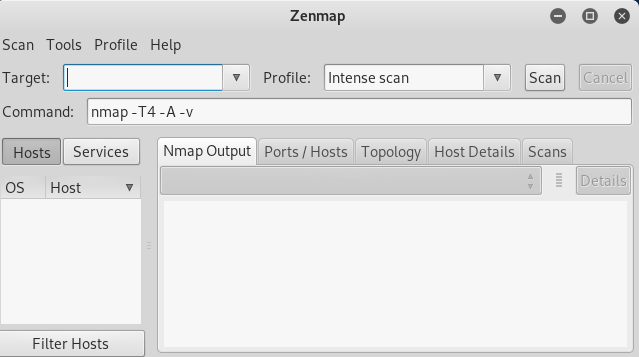 Zenmap
Scan Tools Profile Help
Target: Profile: Intense scan Scan Cancel
Command: nmap -T4 -A -v
Hosts Services Nmap Output Ports / Hosts Topology Host Details Scans
OS Host Details
Filter Hosts